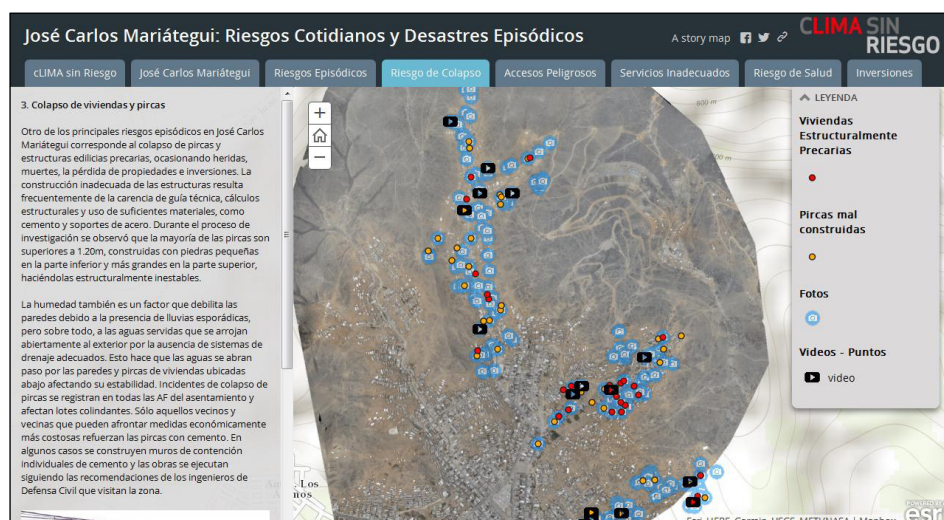 José Carlos Mariátegui: Riesgos Cotidianos y Desastres Episódicos
A story map
CLIMA SIN
RIESGO
cLIMA sin Riesgo
José Carlos Mariátegui
Riesgos Episódicos
Riesgo de Colapso
Accesos Peligrosos
Servicios Inadecuados
Riesgo de Salud
Inversiones
3. Colapso de viviendas y pircas
Otro de los principales riesgos episódicos en José Carlos
Mariátegui corresponde al colapso de pircas y
estructuras edilicias precarias, ocasionando heridas,
muertes, la pérdida de propiedades e inversiones. La
construcción inadecuada de las estructuras resulta
frecuentemente de la carencia de guía técnica, cálculos
estructurales y uso de suficientes materiales, como
cemento y soportes de acero. Durante el proceso de
investigación se observó que la mayoría de las pircas son
superiores a 1.20m, construidas con piedras pequeñas
en la parte inferior y más grandes en la parte superior,
haciéndolas estructuralmente inestables.
La humedad también es un factor que debilita las
paredes debido a la presencia de lluvias esporádicas,
pero sobre todo, a las aguas servidas que se arrojan
abiertamente al exterior por la ausencia de sistemas de
drenaje adecuados. Esto hace que las aguas se abran
paso por las paredes y pircas de viviendas ubicadas
abajo afectando su estabilidad. Incidentes de colapso de
pircas se registran en todas las AF del asentamiento y
afectan lotes colindantes. Sólo aquellos vecinos y
vecinas que pueden afrontar medidas económicamente
más costosas refuerzan las pircas con cemento. En
algunos casos se construyen muros de contención
individuales de cemento y las obras se ejecutan
siguiendo las recomendaciones de los ingenieros de
Defensa Civil que visitan la zona.
+
−
800 m
Los
LEYENDA
Viviendas
Estructuralmente
Precarias
Pircas mal
construidas
Fotos
Videos - Puntos
video
esri